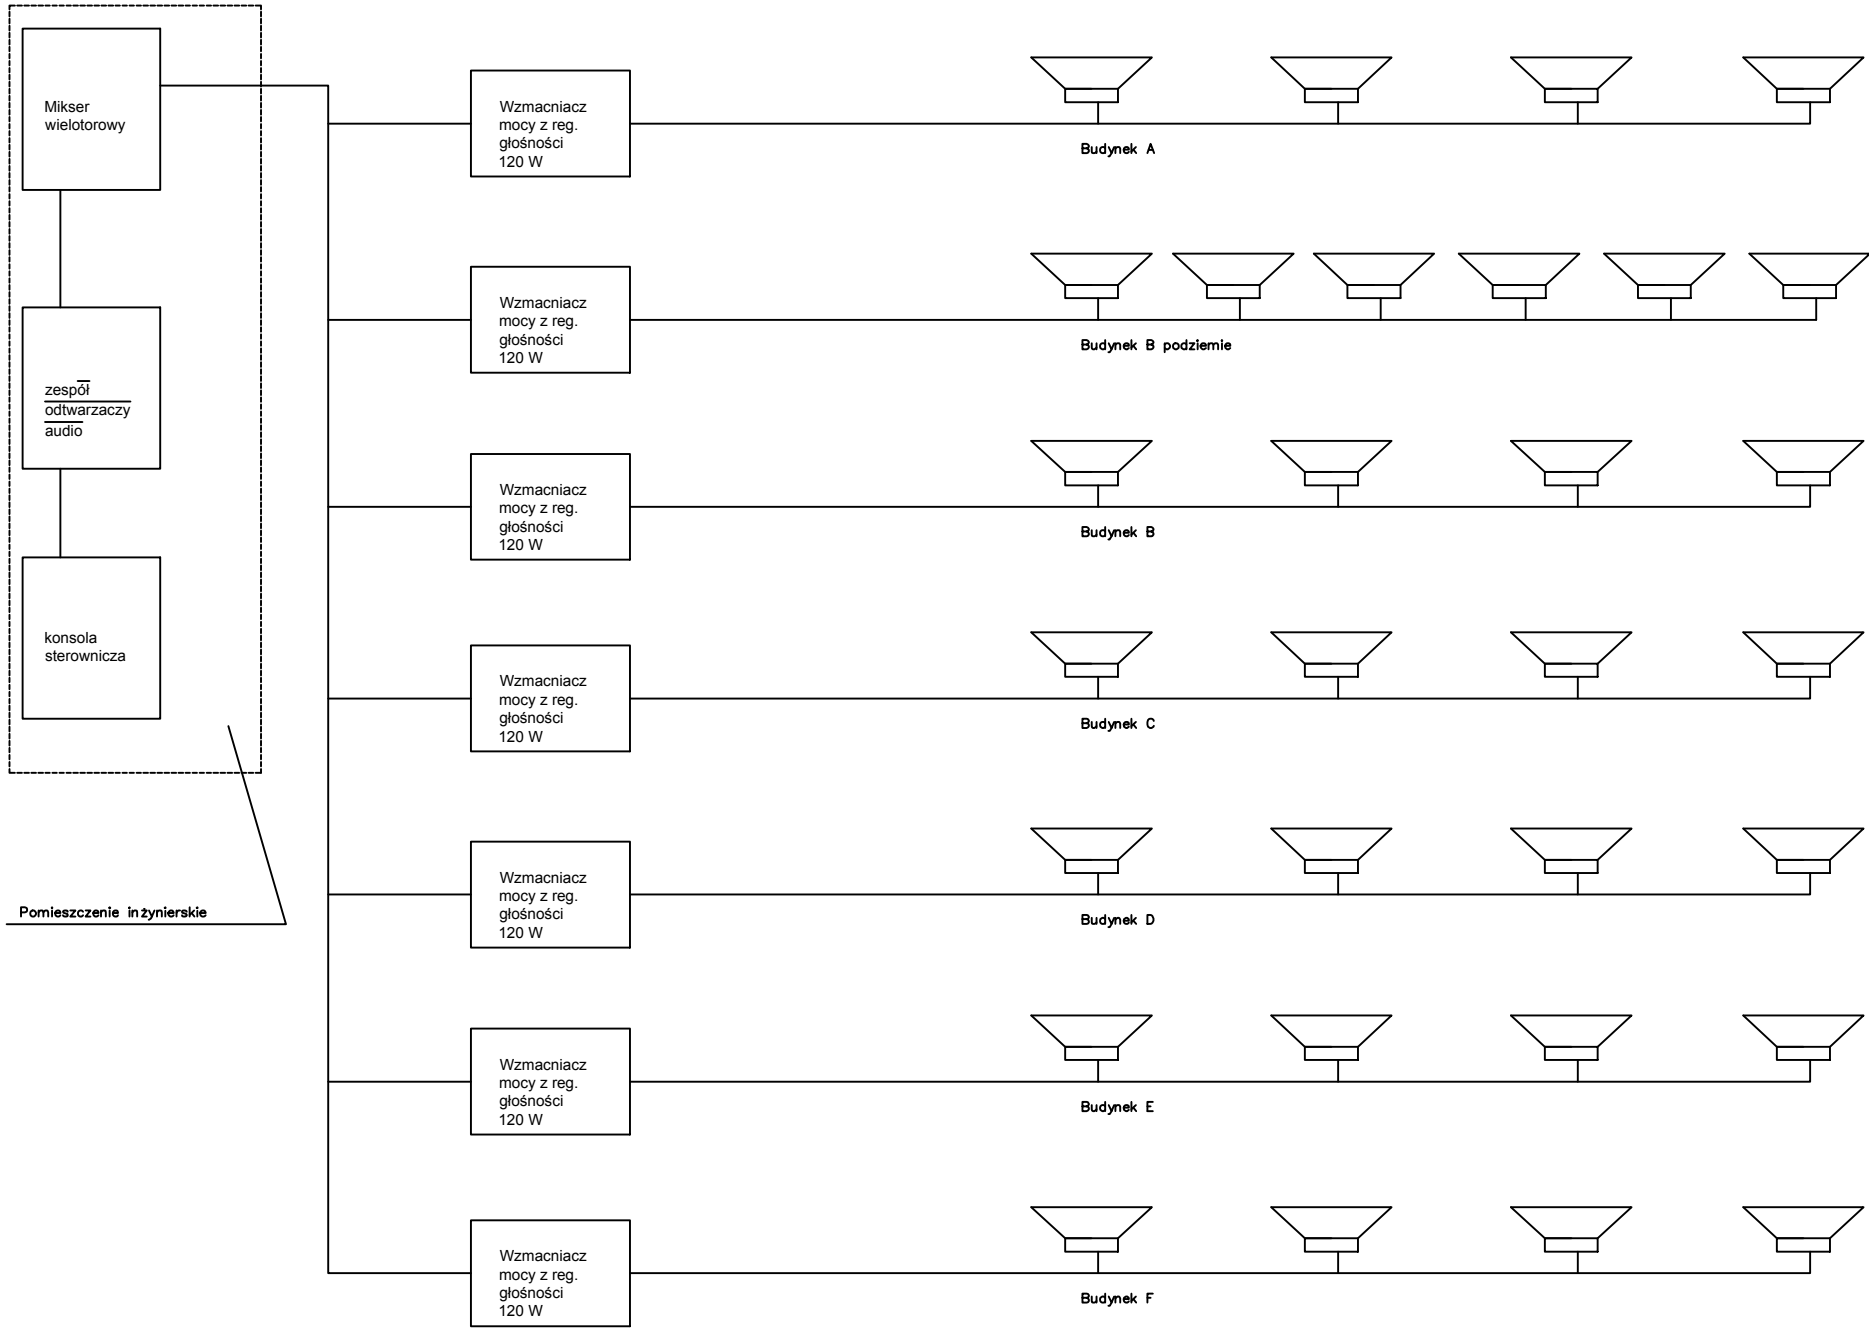 Mikser
wielotorowy
zespół
odtwarzaczy
audio
konsola
sterownicza
Pomieszczenie inżynierskie
Wzmacniacz
mocy z reg.
głośności
120 W
Budynek A
Wzmacniacz
mocy z reg.
głośności
120 W
Budynek B podziemie
Wzmacniacz
mocy z reg.
głośności
120 W
Budynek B
Wzmacniacz
mocy z reg.
głośności
120 W
Budynek C
Wzmacniacz
mocy z reg.
głośności
120 W
Budynek D
Wzmacniacz
mocy z reg.
głośności
120 W
Budynek E
Wzmacniacz
mocy z reg.
głośności
120 W
Budynek F